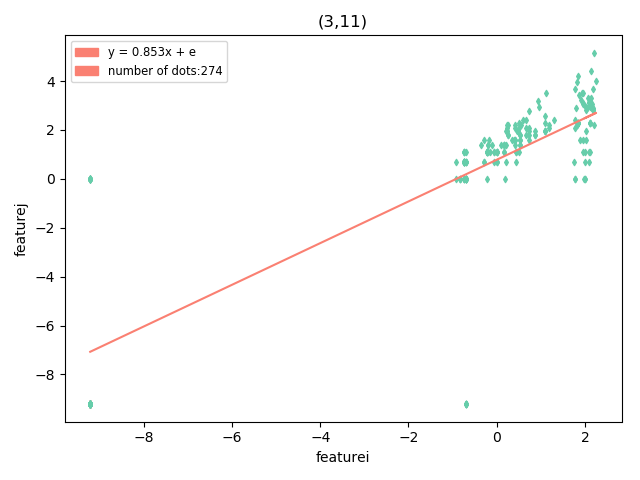 (3,11)
y = 0.853x + e
number of dots:274
4
2
0
−2
−4
−6
−8
featurej
−8 −6 −4 −2 0 2
featurei